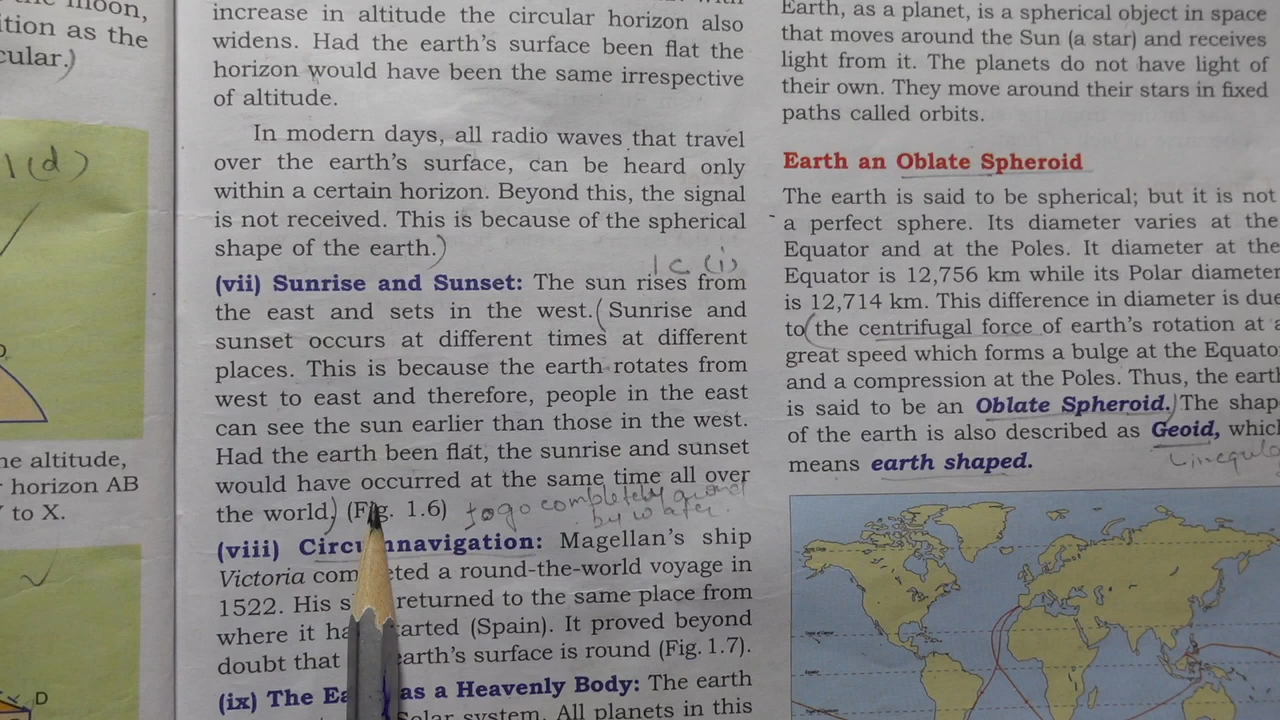 the moon,
ition as the
cular.)
1(d)
he altitude,
horizon AB
to X.
D
increase in altitude the circular horizon also
widens. Had the earth's surface been flat the
horizon would have been the same irrespective
of altitude.
In modern days, all radio waves that travel
over the earth's surface, can be heard only
within a certain horizon. Beyond this, the signal
is not received. This is because of the spherical
shape of the earth.)
1c (i)
(vii) Sunrise and Sunset: The sun rises from
the east and sets in the west. (Sunrise and
sunset occurs at different times at different
places. This is because the earth rotates from
west to east and therefore, people in the east
can see the sun earlier than those in the west.
Had the earth been flat, the sunrise and sunset
would have occurred at the same time all over
the world) (Fig. 1.6) to go completely
by water.
(viii) Circumnavigation: Magellan's ship
Victoria completed a round-the-world voyage in
1522. His s returned to the same place from
where it ha tarted (Spain). It proved beyond
doubt that earth's surface is round (Fig. 1.7).
(ix) The Ea as a Heavenly Body: The earth
Solar system. All planets in this
Earth, as a planet, is a spherical object in space
that moves around the Sun (a star) and receives
light from it. The planets do not have light of
their own. They move around their stars in fixed
paths called orbits.
Earth an Oblate Spheroid
The earth is said to be spherical; but it is not
a perfect sphere. Its diameter varies at the
Equator and at the Poles. It diameter at the
Equator is 12,756 km while its Polar diameter
is 12,714 km. This difference in diameter is due
to (the centrifugal force of earth's rotation at a
great speed which forms a bulge at the Equato
and a compression at the Poles. Thus, the earth
is said to be an Oblate Spheroid.) The shap
of the earth is also described as Geoid, which
means earth shaped.